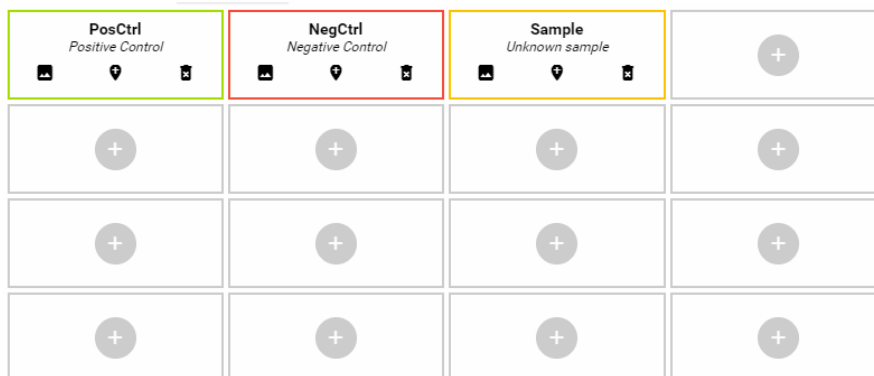 PosCtrl
Positive Control
NegCtrl
Negative Control
Sample
Unknown sample